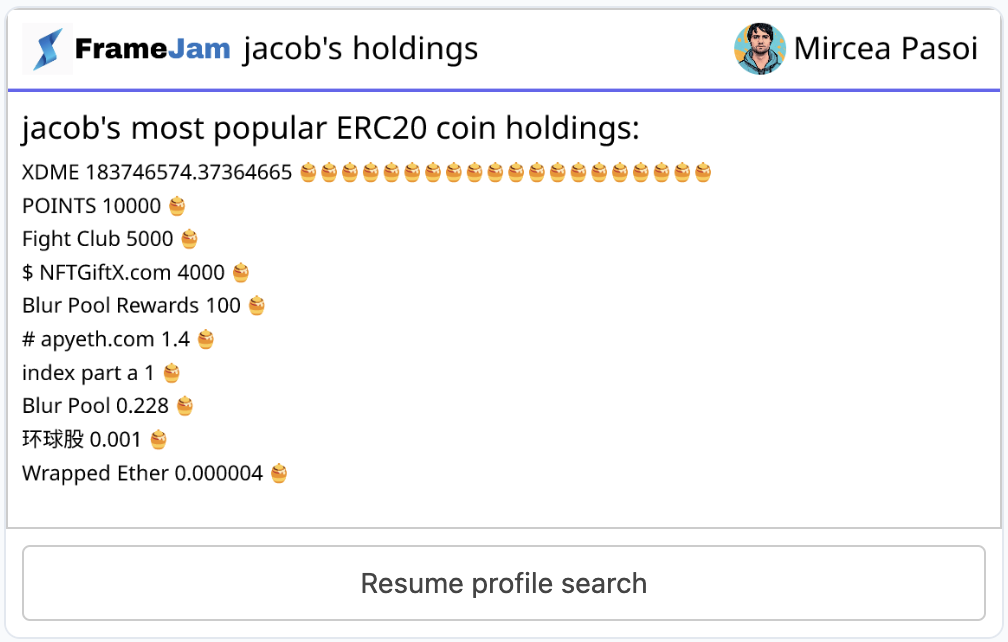 FrameJam jacob's holdings Mircea Pasoi
jacob's most popular ERC20 coin holdings:
XDME 183746574.37364665 🍯🍯🍯🍯🍯🍯🍯🍯🍯🍯🍯🍯🍯🍯🍯🍯🍯🍯🍯🍯
POINTS 10000 🍯
Fight Club 5000 🍯
$ NFTGiftX.com 4000 🍯
Blur Pool Rewards 100 🍯
# apyeth.com 1.4 🍯
index part a 1 🍯
Blur Pool 0.228 🍯
环球股 0.001 🍯
Wrapped Ether 0.000004 🍯
Resume profile search